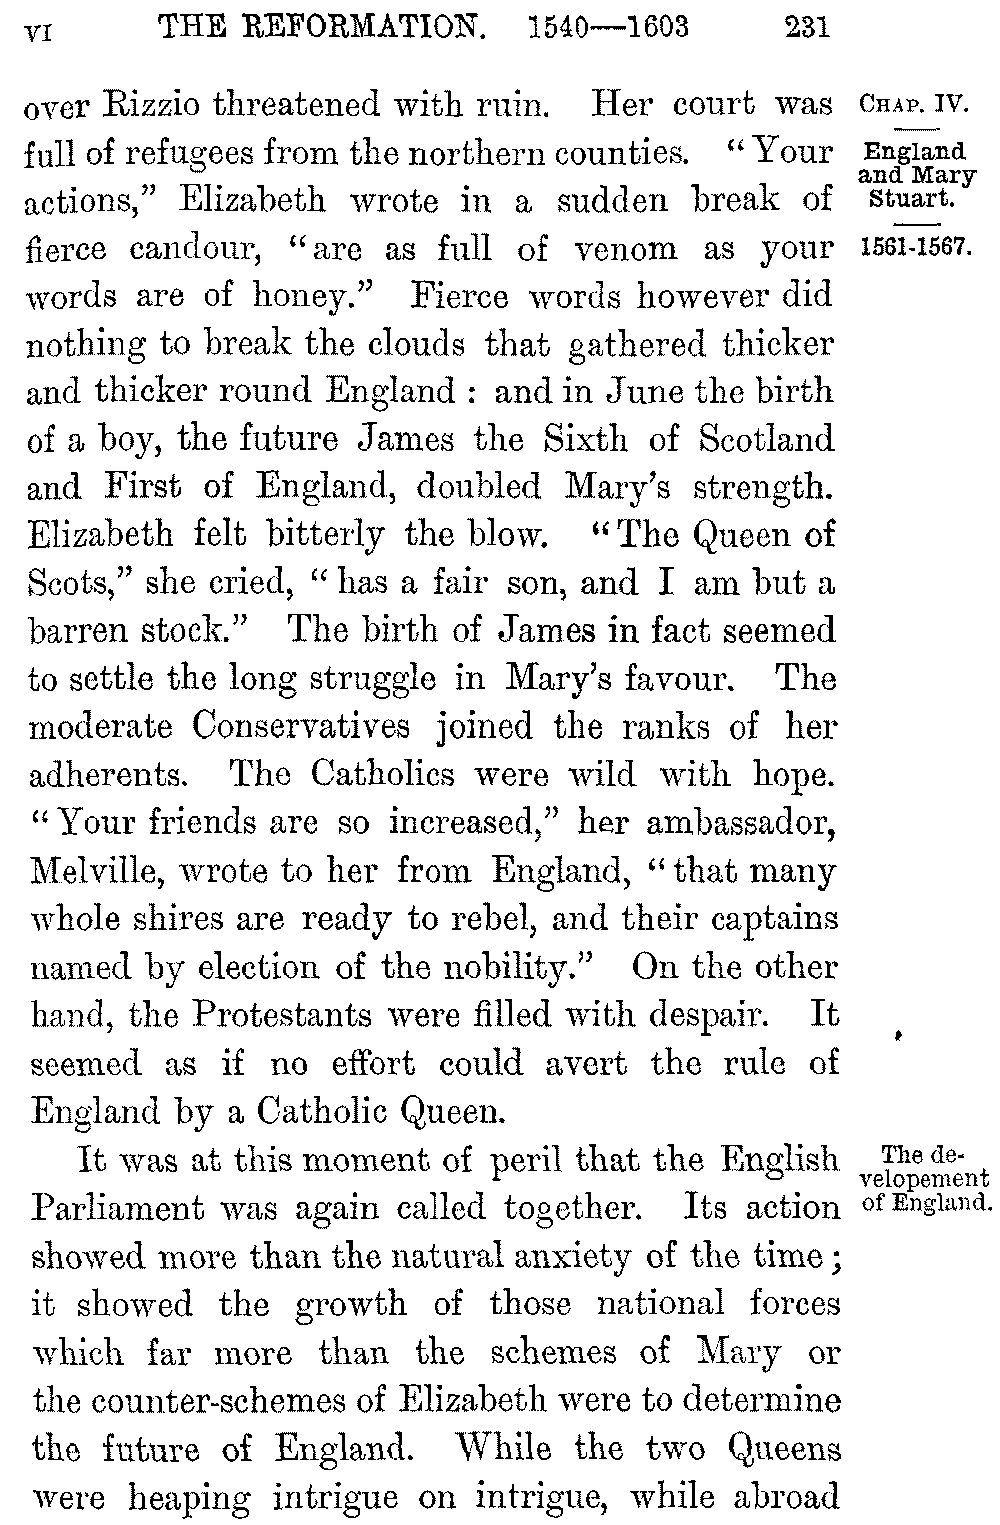 VI THE REFORMATION. 1540—1603 231
over Rizzio threatened with ruin. Her court was
full of refugees from the northern counties. “Your
actions,” Elizabeth wrote in a sudden break of
fierce candour, “are as full of venom as your
words are of honey.” Fierce words however did
nothing to break the clouds that gathered thicker
and thicker round England : and in June the birth
of a boy, the future James the Sixth of Scotland
and First of England, doubled Mary’s strength.
Elizabeth felt bitterly the blow. “The Queen of
Scots,” she cried, “has a fair son, and I am but a
barren stock.” The birth of James in fact seemed
to settle the long struggle in Mary’s favour. The
moderate Conservatives joined the ranks of her
adherents. The Catholics were wild with hope.
“Your friends are so increased,” her ambassador,
Melville, wrote to her from England, “that many
whole shires are ready to rebel, and their captains
named by election of the nobility.” On the other
hand, the Protestants were filled with despair. It
seemed as if no effort could avert the rule of
England by a Catholic Queen.
It was at this moment of peril that the English
Parliament was again called together. Its action
showed more than the natural anxiety of the time ;
it showed the growth of those national forces
which far more than the schemes of Mary or
the counter-schemes of Elizabeth were to determine
the future of England. While the two Queens
were heaping intrigue on intrigue, while abroad
CHAP. IV.
England
and Mary
Stuart.
1561-1567.
The de-
velopement
of England.